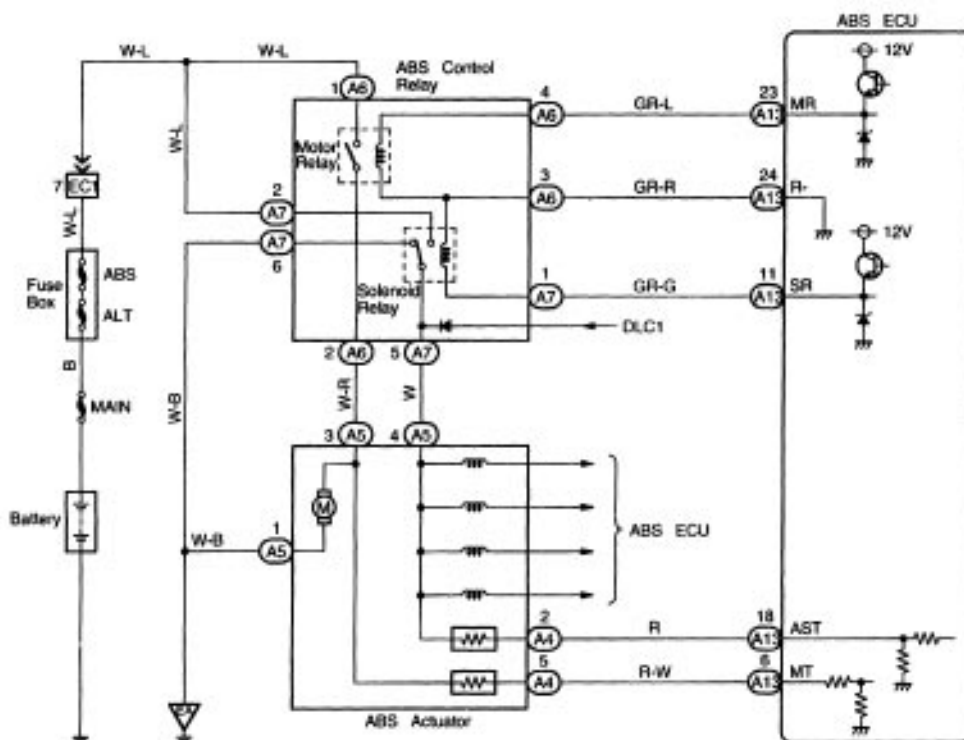 ABS ECU
W-L
W-L
ABS Control
Relay
1 A6
4
A6
GR-L
23
A13
MR
12V
Motor
Relay
W-L
7 EC1
2
A7
3
A6
GR-R
24
A13
R-
W-L
A7
6
12V
Fuse
Box
ABS
ALT
Solenoid
Relay
1
A7
GR-G
11
A13
SR
DLC1
2 A6
5 A7
B
MAIN
W-B
W-R
W
3 A5
4 A5
Battery
M
1
A5
W-B
ABS ECU
2
A4
R
18
A13
AST
5
A4
R-W
6
A13
MT
ABS Actuator